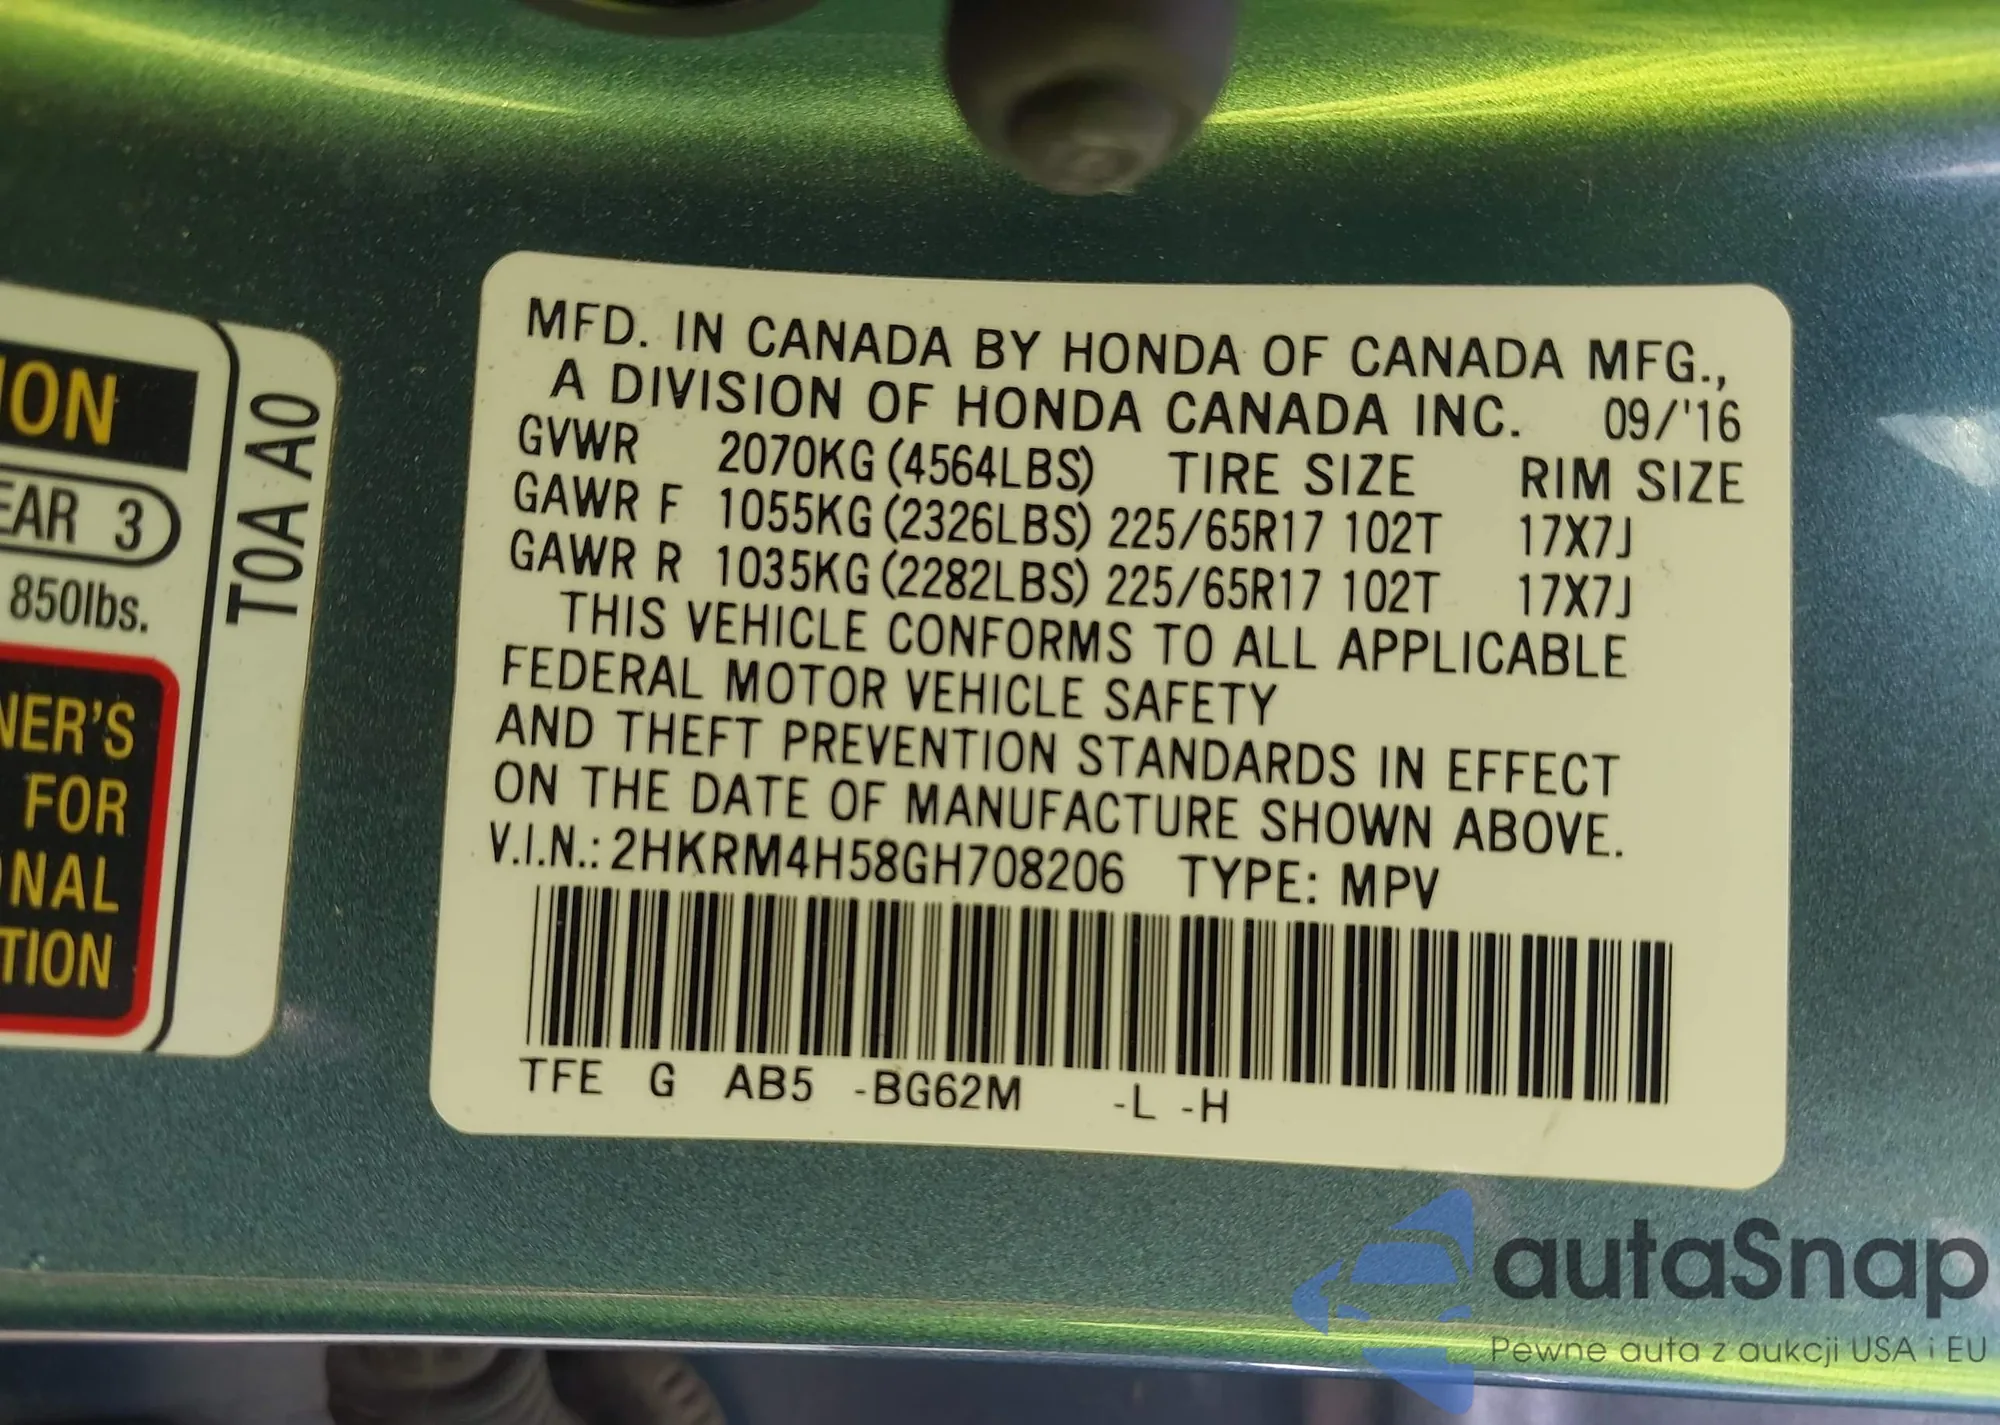 ION
EAR 3
850lbs.
NER'S
FOR
ONAL
TION
T0A A0
MFD. IN CANADA BY HONDA OF CANADA MFG.,
A DIVISION OF HONDA CANADA INC. 09/'16
GVWR 2070KG (4564LBS) TIRE SIZE RIM SIZE
GAWR F 1055KG (2326LBS) 225/65R17 102T 17X7J
GAWR R 1035KG (2282LBS) 225/65R17 102T 17X7J
THIS VEHICLE CONFORMS TO ALL APPLICABLE
FEDERAL MOTOR VEHICLE SAFETY
AND THEFT PREVENTION STANDARDS IN EFFECT
ON THE DATE OF MANUFACTURE SHOWN ABOVE.
V.I.N.: 2HKRM4H58GH708206 TYPE: MPV
TFE G AB5 -BG62M -L -H
autaSnap
Pewne auta z aukcji USA i EU